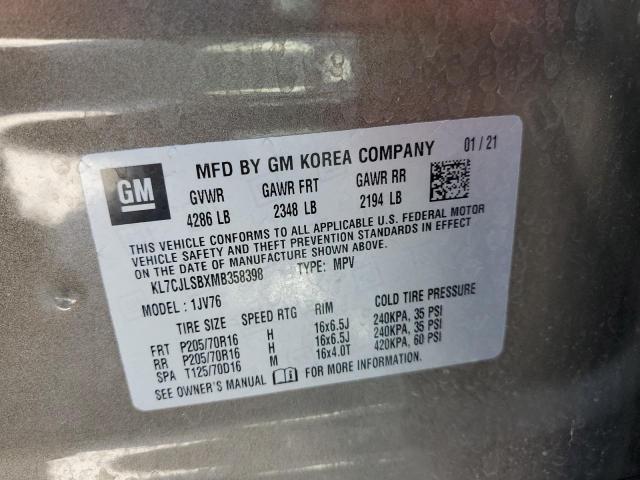 GM
MFD BY GM KOREA COMPANY 01 / 21
GVWR GAWR FRT GAWR RR
4286 LB 2348 LB 2194 LB
THIS VEHICLE CONFORMS TO ALL APPLICABLE U.S. FEDERAL MOTOR
VEHICLE SAFETY AND THEFT PREVENTION STANDARDS IN EFFECT
ON THE DATE OF MANUFACTURE SHOWN ABOVE.
KL7CJLSBXMB358398 TYPE: MPV
MODEL : 1JV76
TIRE SIZE SPEED RTG RIM COLD TIRE PRESSURE
FRT P205/70R16 H 16x6.5J 240KPA, 35 PSI
RR P205/70R16 H 16x6.5J 240KPA, 35 PSI
SPA T125/70D16 M 16x4.0T 420KPA, 60 PSI
SEE OWNER'S MANUAL FOR MORE INFORMATION.